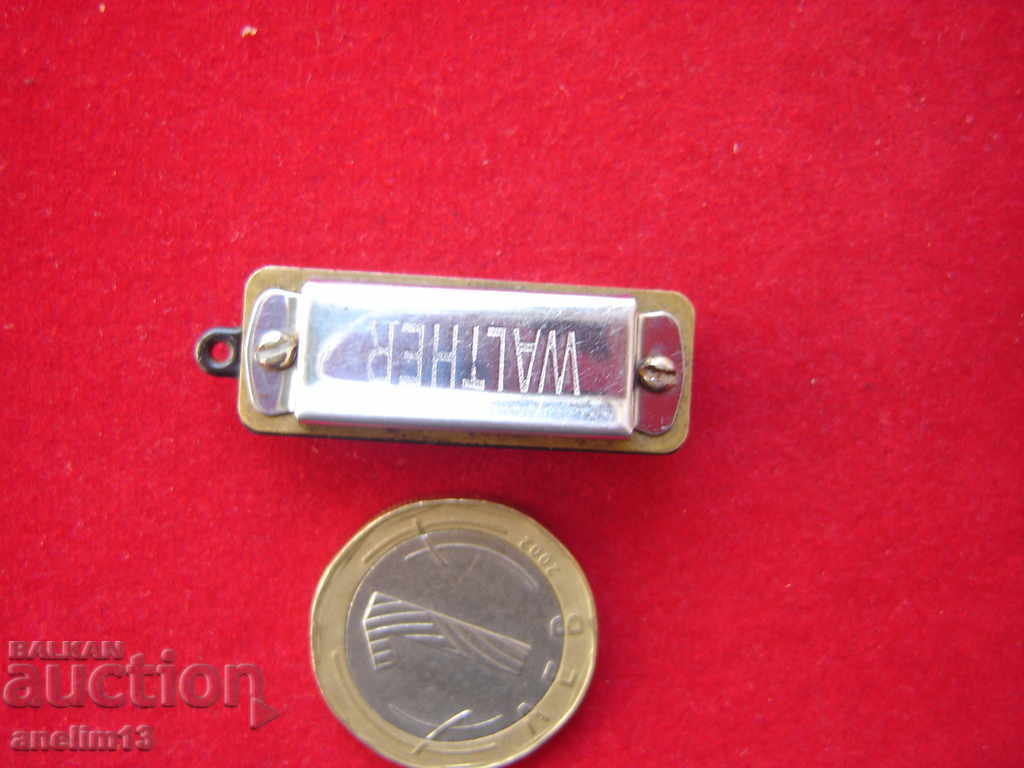 WALTHER
2002
BALKAN
auction
anelim13